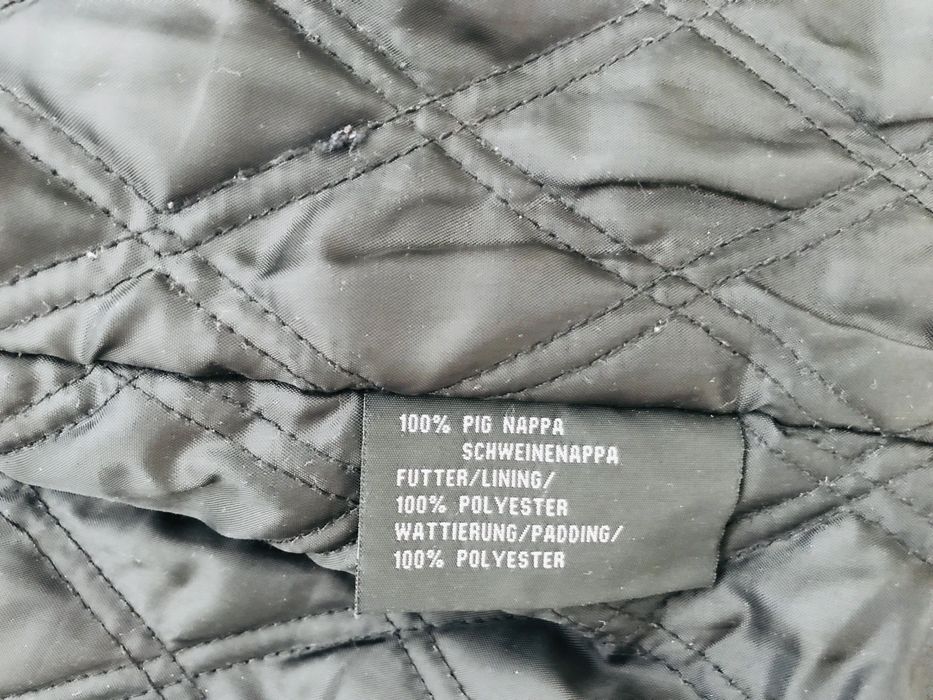 100% PIG NAPPA
SCHWEINENAPPA
FUTTER/LINING/
100% POLYESTER
WATTIERUNG/PADDING/
100% POLYESTER